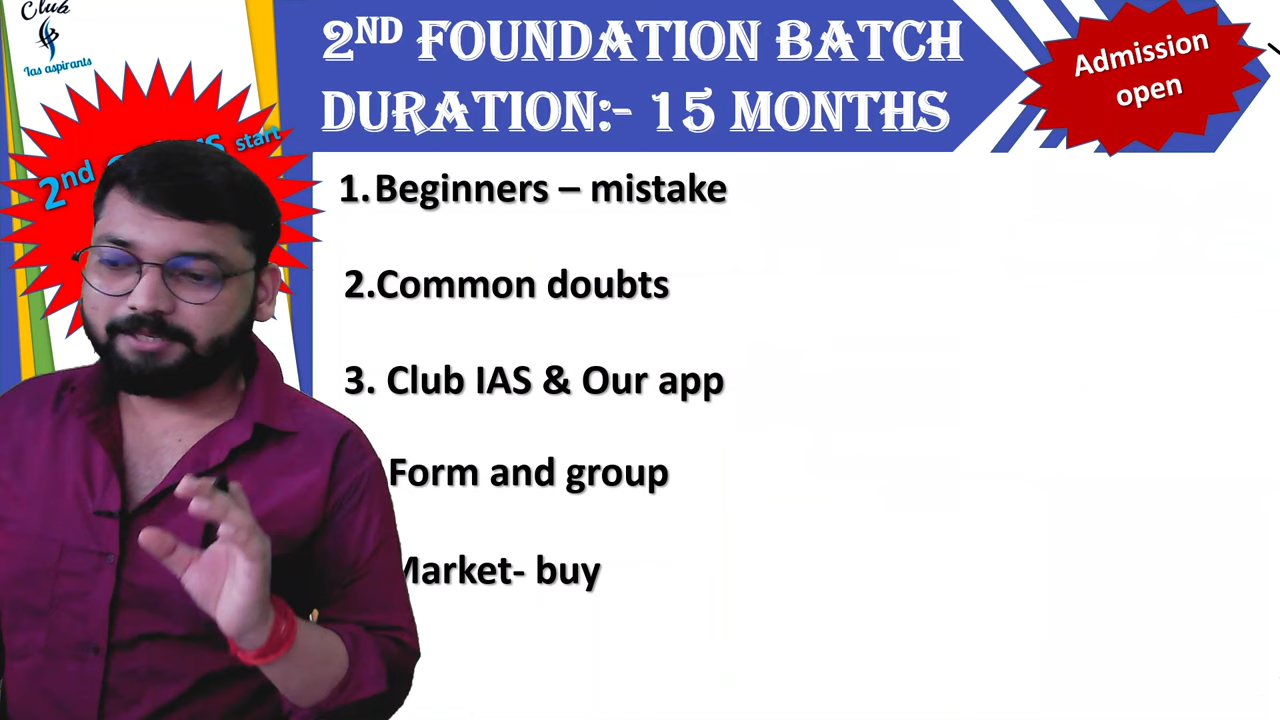 Club
Ias aspirants
2ND FOUNDATION BATCH
DURATION:- 15 MONTHS
Admission
open
2nd start
1.Beginners – mistake
2.Common doubts
3. Club IAS & Our app
Form and group
Market- buy